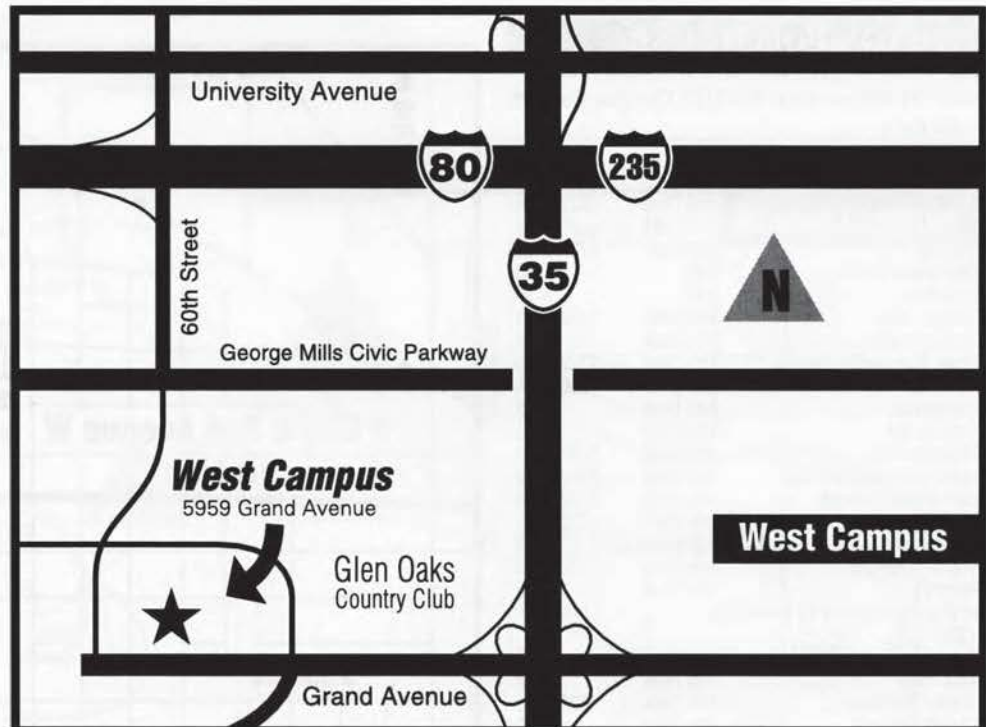 University Avenue
80
235
60th Street
35
N
George Mills Civic Parkway
West Campus
5959 Grand Avenue
West Campus
Glen Oaks
Country Club
Grand Avenue